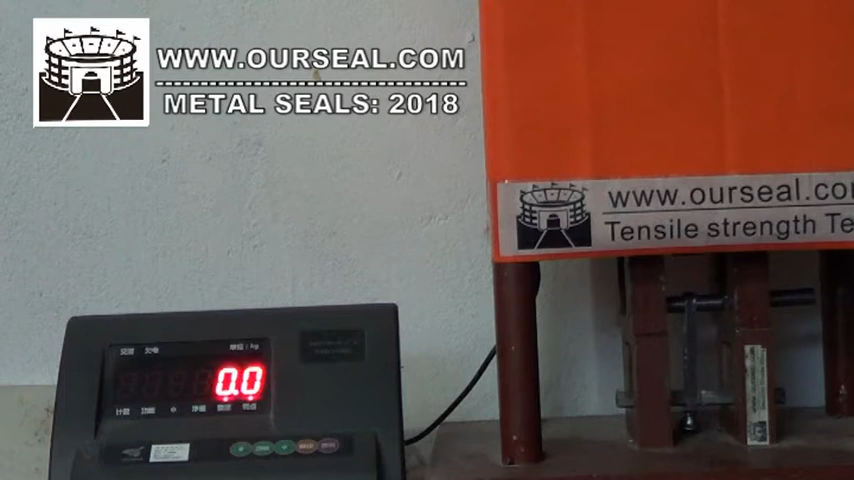 WWW.OURSEAL.COM
METAL SEALS: 2018
www.ourseal.co
Tensile strength Te
0.0